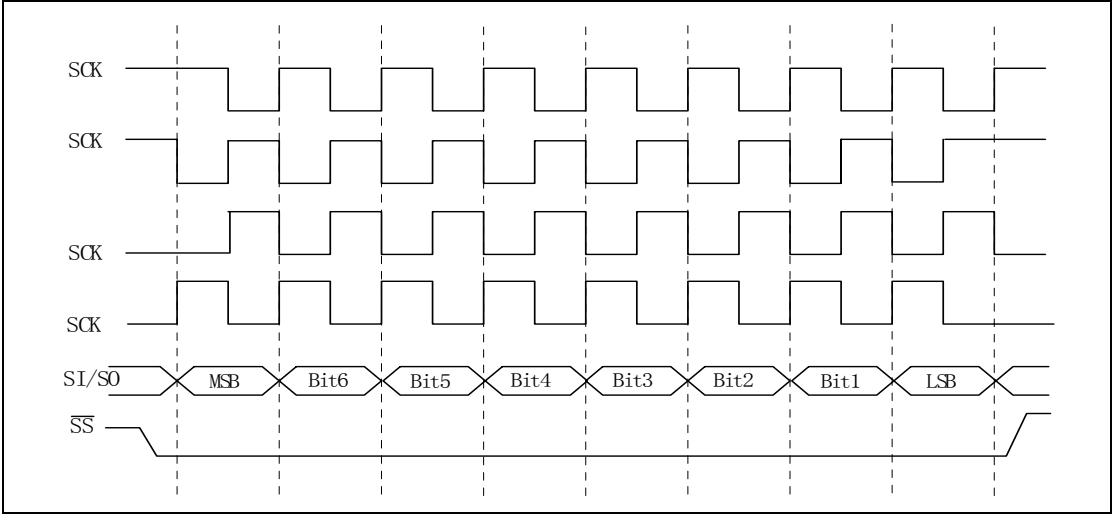 SCK
SCK
SCK
SCK
SI/SO MSB Bit6 Bit5 Bit4 Bit3 Bit2 Bit1 LSB
SS